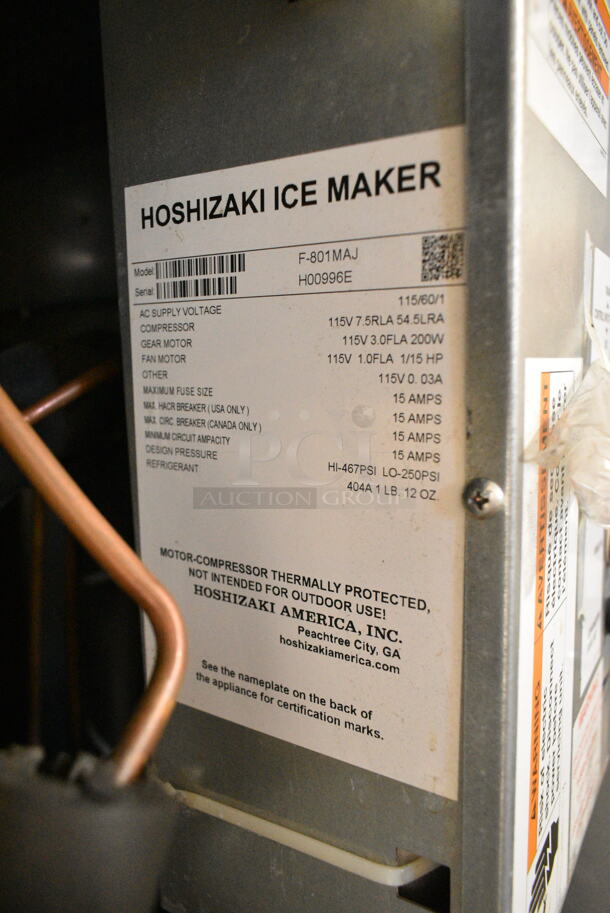 HOSHIZAKI ICE MAKER
Model: F-801MAJ
Serial: H00996E
AC SUPPLY VOLTAGE 115/60/1
COMPRESSOR 115V 7.5RLA 54.5LRA
GEAR MOTOR 115V 3.0FLA 200W
FAN MOTOR 115V 1.0FLA 1/15 HP
OTHER 115V 0.03A
MAXIMUM FUSE SIZE 15 AMPS
MAX. HACR BREAKER (USA ONLY) 15 AMPS
MAX. CIRC. BREAKER (CANADA ONLY) 15 AMPS
MINIMUM CIRCUIT AMPACITY 15 AMPS
DESIGN PRESSURE HI-467PSI LO-250PSI
REFRIGERANT 404A 1 LB. 12 OZ.
PCI
AUCTION GROUP
MOTOR-COMPRESSOR THERMALLY PROTECTED,
NOT INTENDED FOR OUTDOOR USE!
HOSHIZAKI AMERICA, INC.
Peachtree City, GA
hoshizakiamerica.com
See the nameplate on the back of
the appliance for certification marks.
WARNING
AVERTISSEMENT